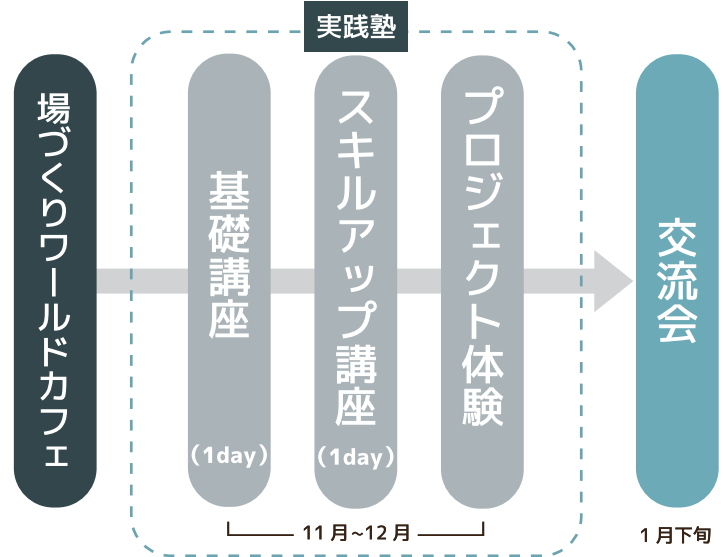 実践塾
場づくりワールドカフェ
基礎講座
（1day）
スキルアップ講座
（1day）
プロジェクト体験
交流会
11月~12月
1月下旬